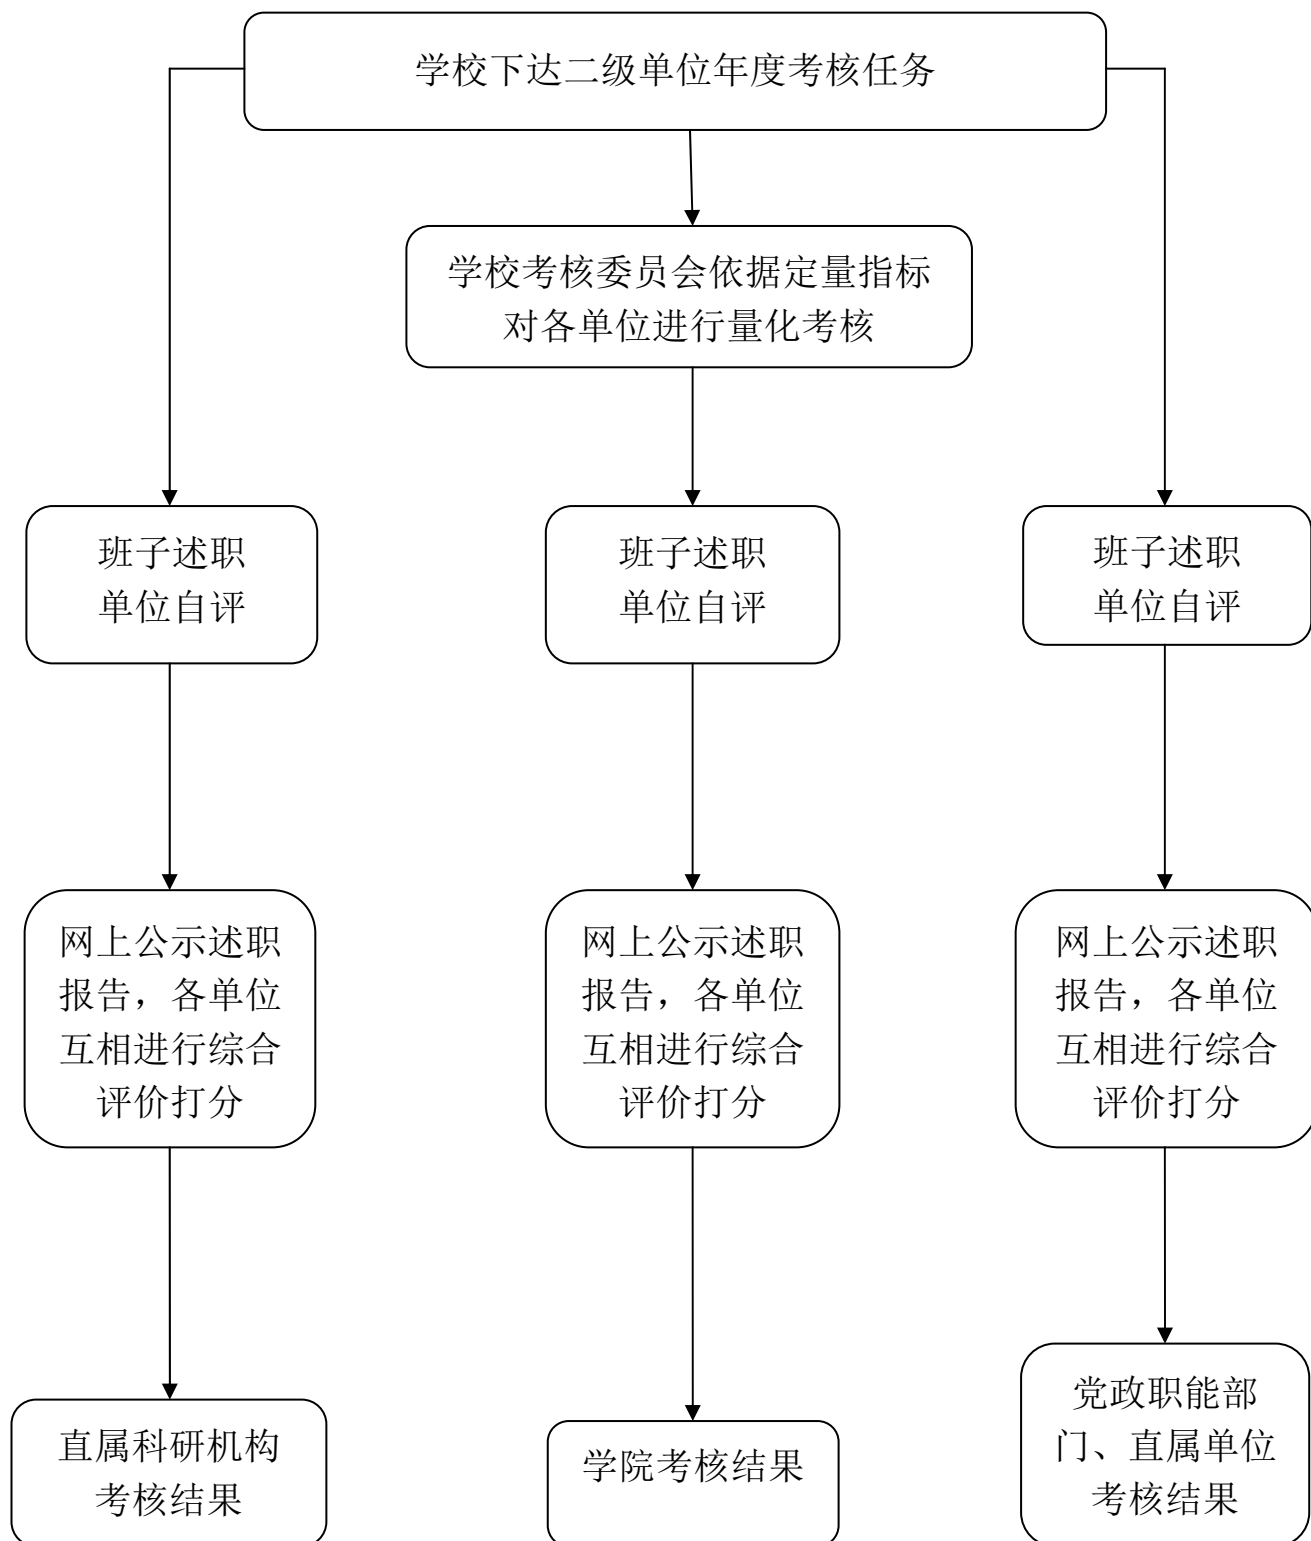 学校下达二级单位年度考核任务
学校考核委员会依据定量指标
对各单位进行量化考核
班子述职
单位自评
班子述职
单位自评
班子述职
单位自评
网上公示述职
报告，各单位
互相进行综合
评价打分
网上公示述职
报告，各单位
互相进行综合
评价打分
网上公示述职
报告，各单位
互相进行综合
评价打分
直属科研机构
考核结果
学院考核结果
党政职能部
门、直属单位
考核结果